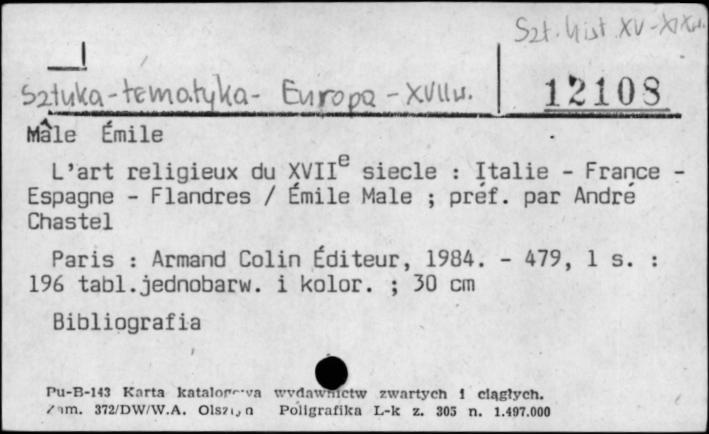 Szt. Hist XV-XIXw.
Sztuka-tematyka- Europa - XVIIw.
12108
Mâle Émile
L'art religieux du XVIIe siecle : Italie - France -
Espagne - Flandres / Émile Male ; préf. par André
Chastel
Paris : Armand Colin Éditeur, 1984. - 479, 1 s. :
196 tabl.jednobarw. i kolor. ; 30 cm
Bibliografia
Pu-B-143 Karta katalogowa wydawnictw zwartych i ciągłych.
Zam. 372/DW/W.A. Olsztyn Poligrafika L-k z. 305 n. 1.497.000